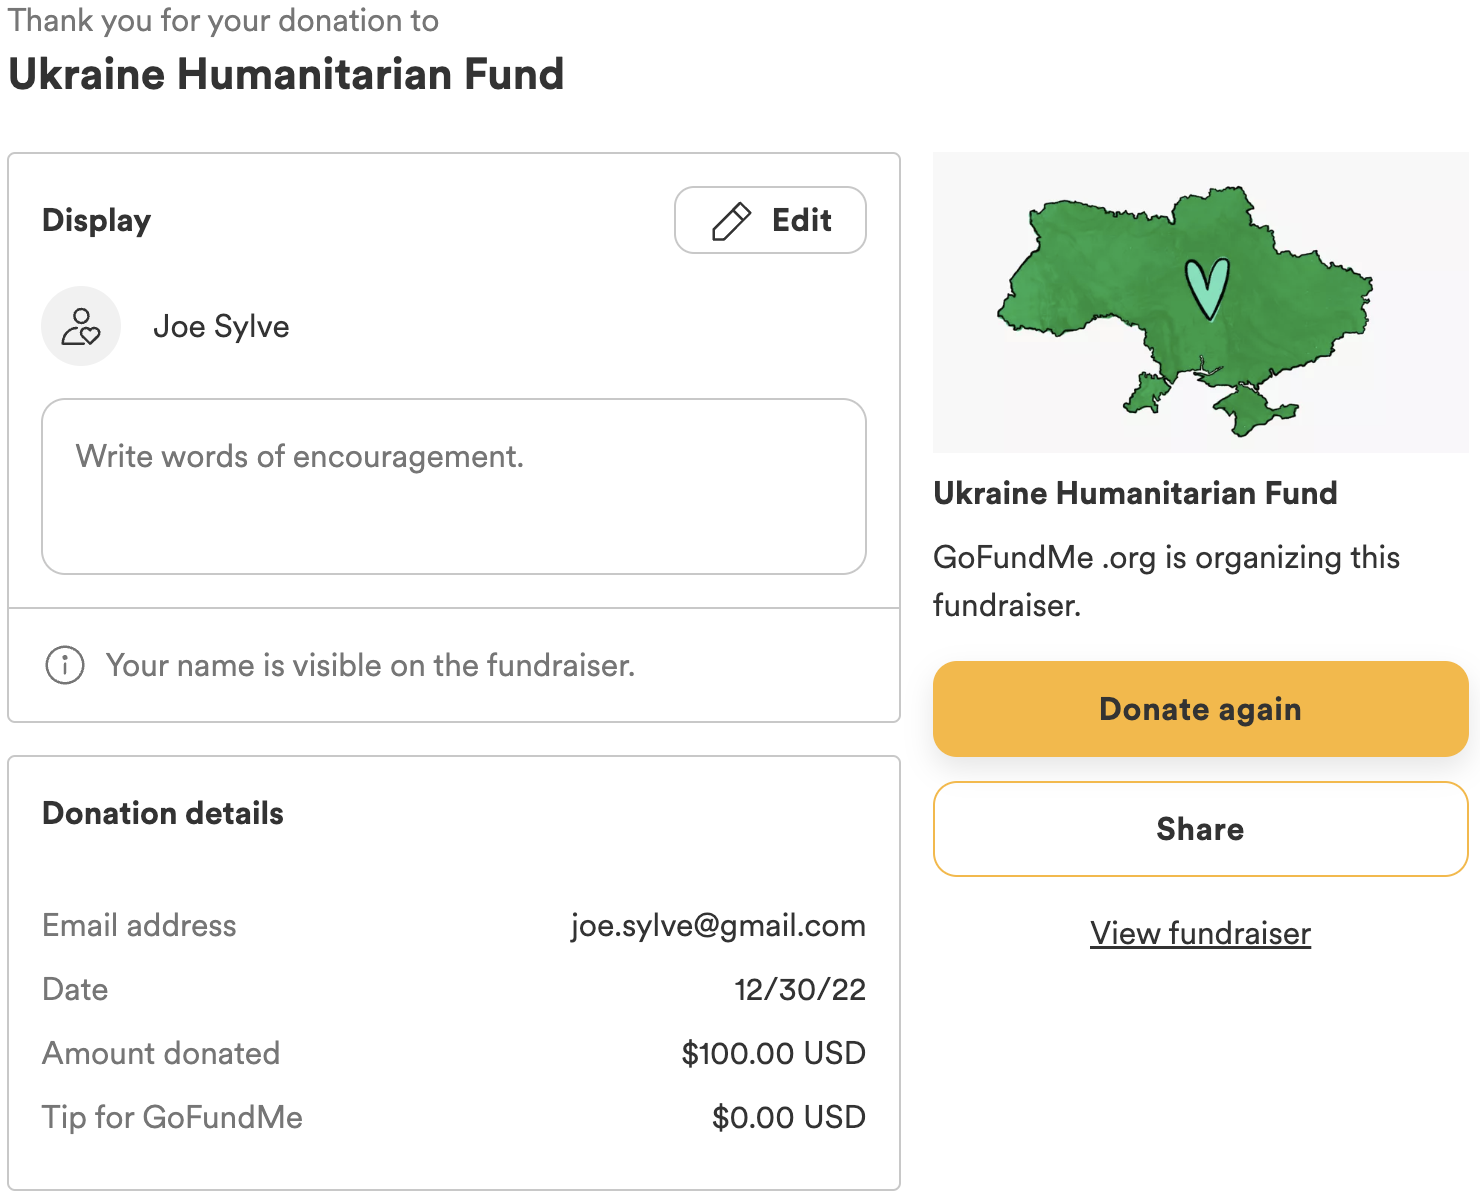 Thank you for your donation to
Ukraine Humanitarian Fund
Display
Edit
Joe Sylve
Write words of encouragement.
Your name is visible on the fundraiser.
Donation details
Email address joe.sylve@gmail.com
Date 12/30/22
Amount donated $100.00 USD
Tip for GoFundMe $0.00 USD
Ukraine Humanitarian Fund
GoFundMe .org is organizing this
fundraiser.
Donate again
Share
View fundraiser